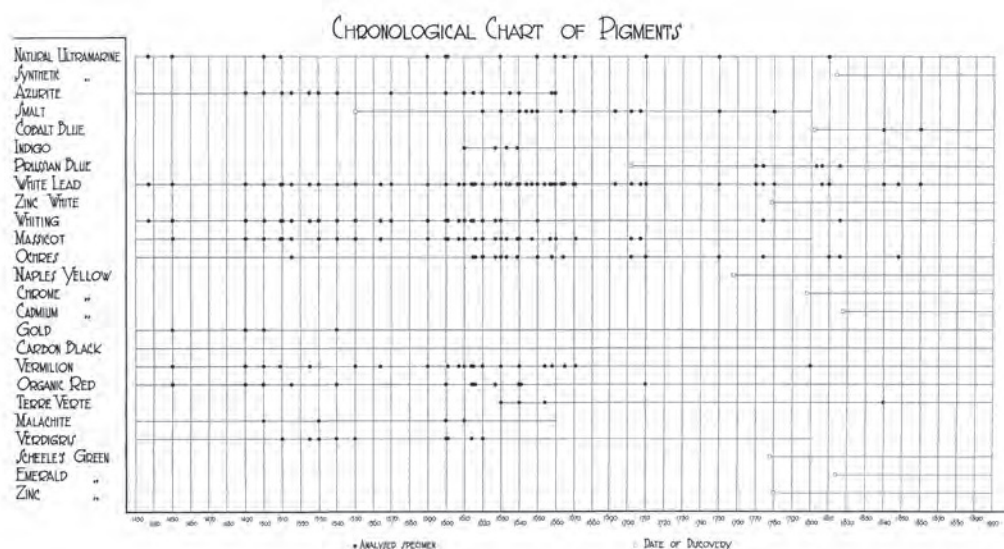 CHRONOLOGICAL CHART OF PIGMENTS
NATURAL ULTRAMARINE
SYNTHETIC "
AZURITE
SMALT
COBALT BLUE
INDIGO
PRUSSIAN BLUE
WHITE LEAD
ZINC WHITE
WHITING
MASSICOT
OCHRES
NAPLES YELLOW
CHROME "
CADMIUM "
GOLD
CARBON BLACK
VERMILION
ORGANIC RED
TERRE VERTE
MALACHITE
VERDIGRIS
SCHEELE'S GREEN
EMERALD "
ZINC "
• ANALYZED SPECIMEN ○ DATE OF DISCOVERY